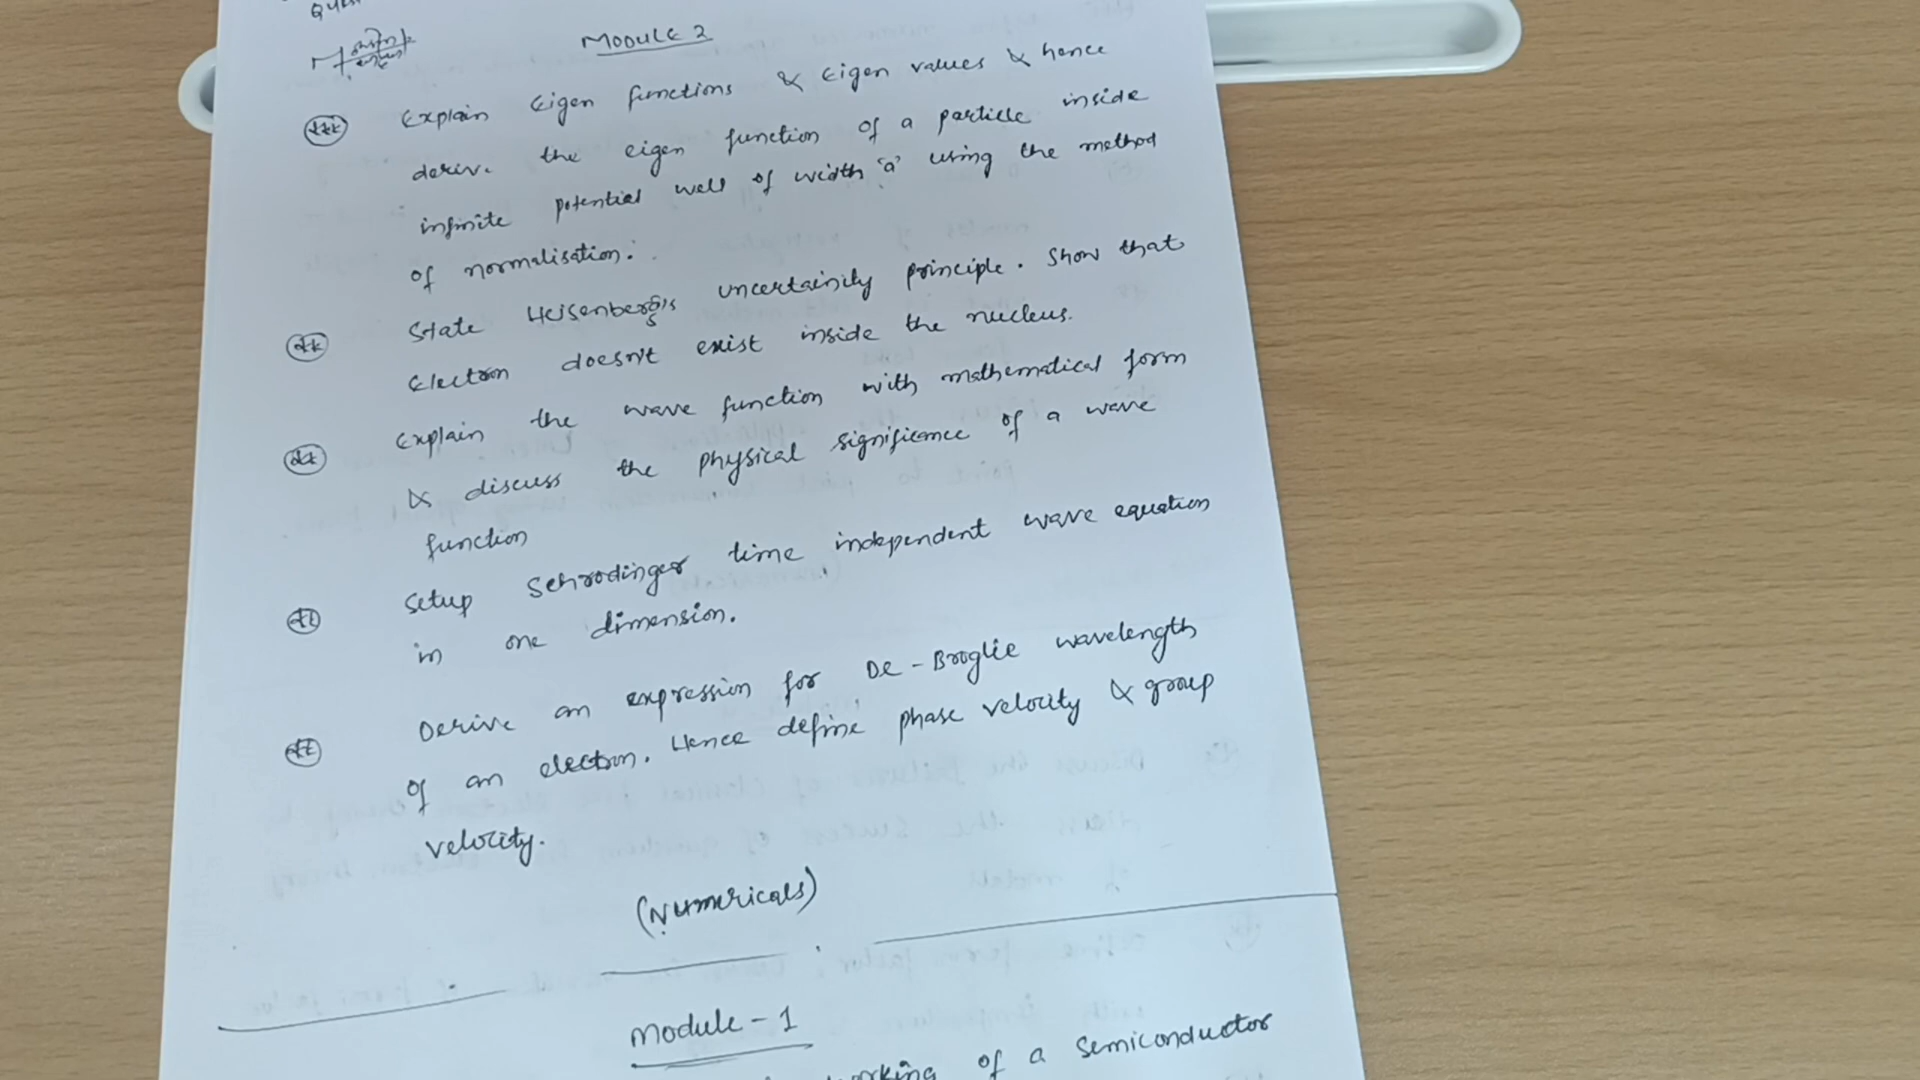 MODULE 2
Explain Eigen functions & Eigen values & hence
derive the eigen function of a particle inside
infinite potential well of width 'a' using the method
of normalisation.
State Heisenberg's uncertainity principle. Show that
Electron doesn't exist inside the nucleus.
Explain the wave function with mathematical form
& discuss the physical significance of a wave
function
Setup Schrodinger time independent wave equation
in one dimension.
Derive an expression for De-Broglie wavelength
of an electron. Hence define phase velocity & group
velocity.
(Numericals)
Module - 1
of a semiconductor